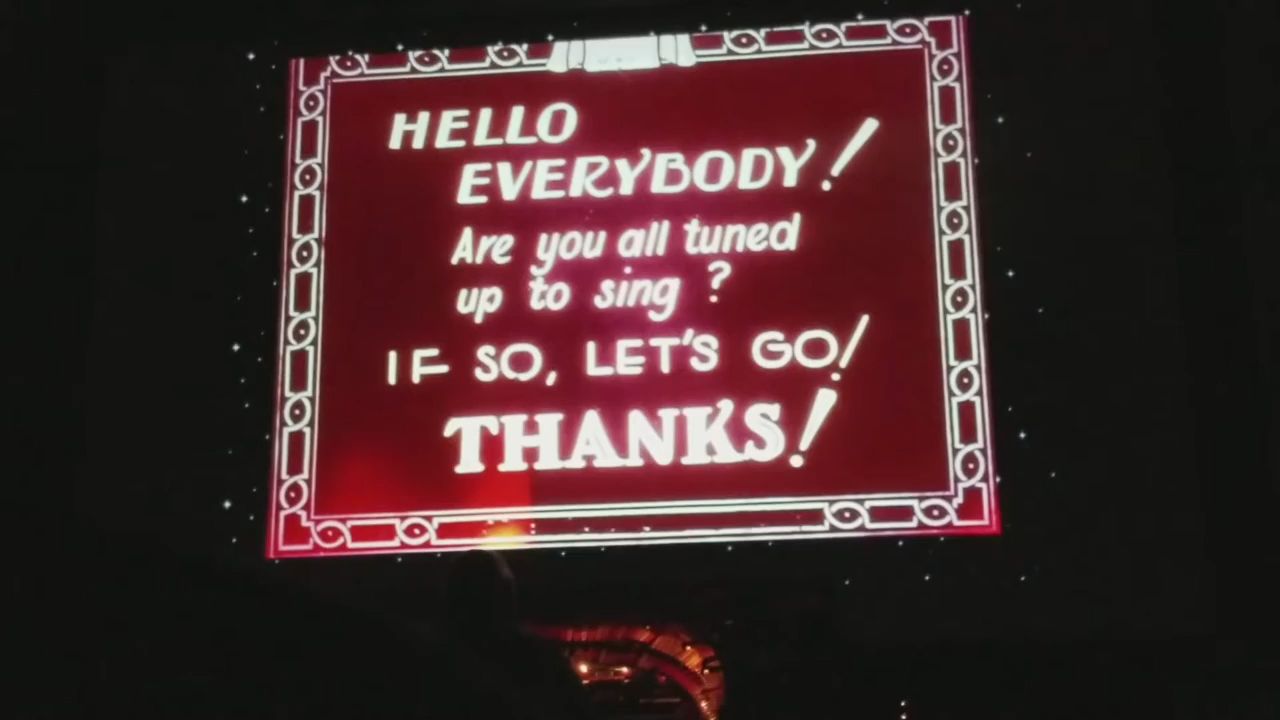 HELLO
EVERYBODY!
Are you all tuned
up to sing?
IF SO, LET'S GO!
THANKS!